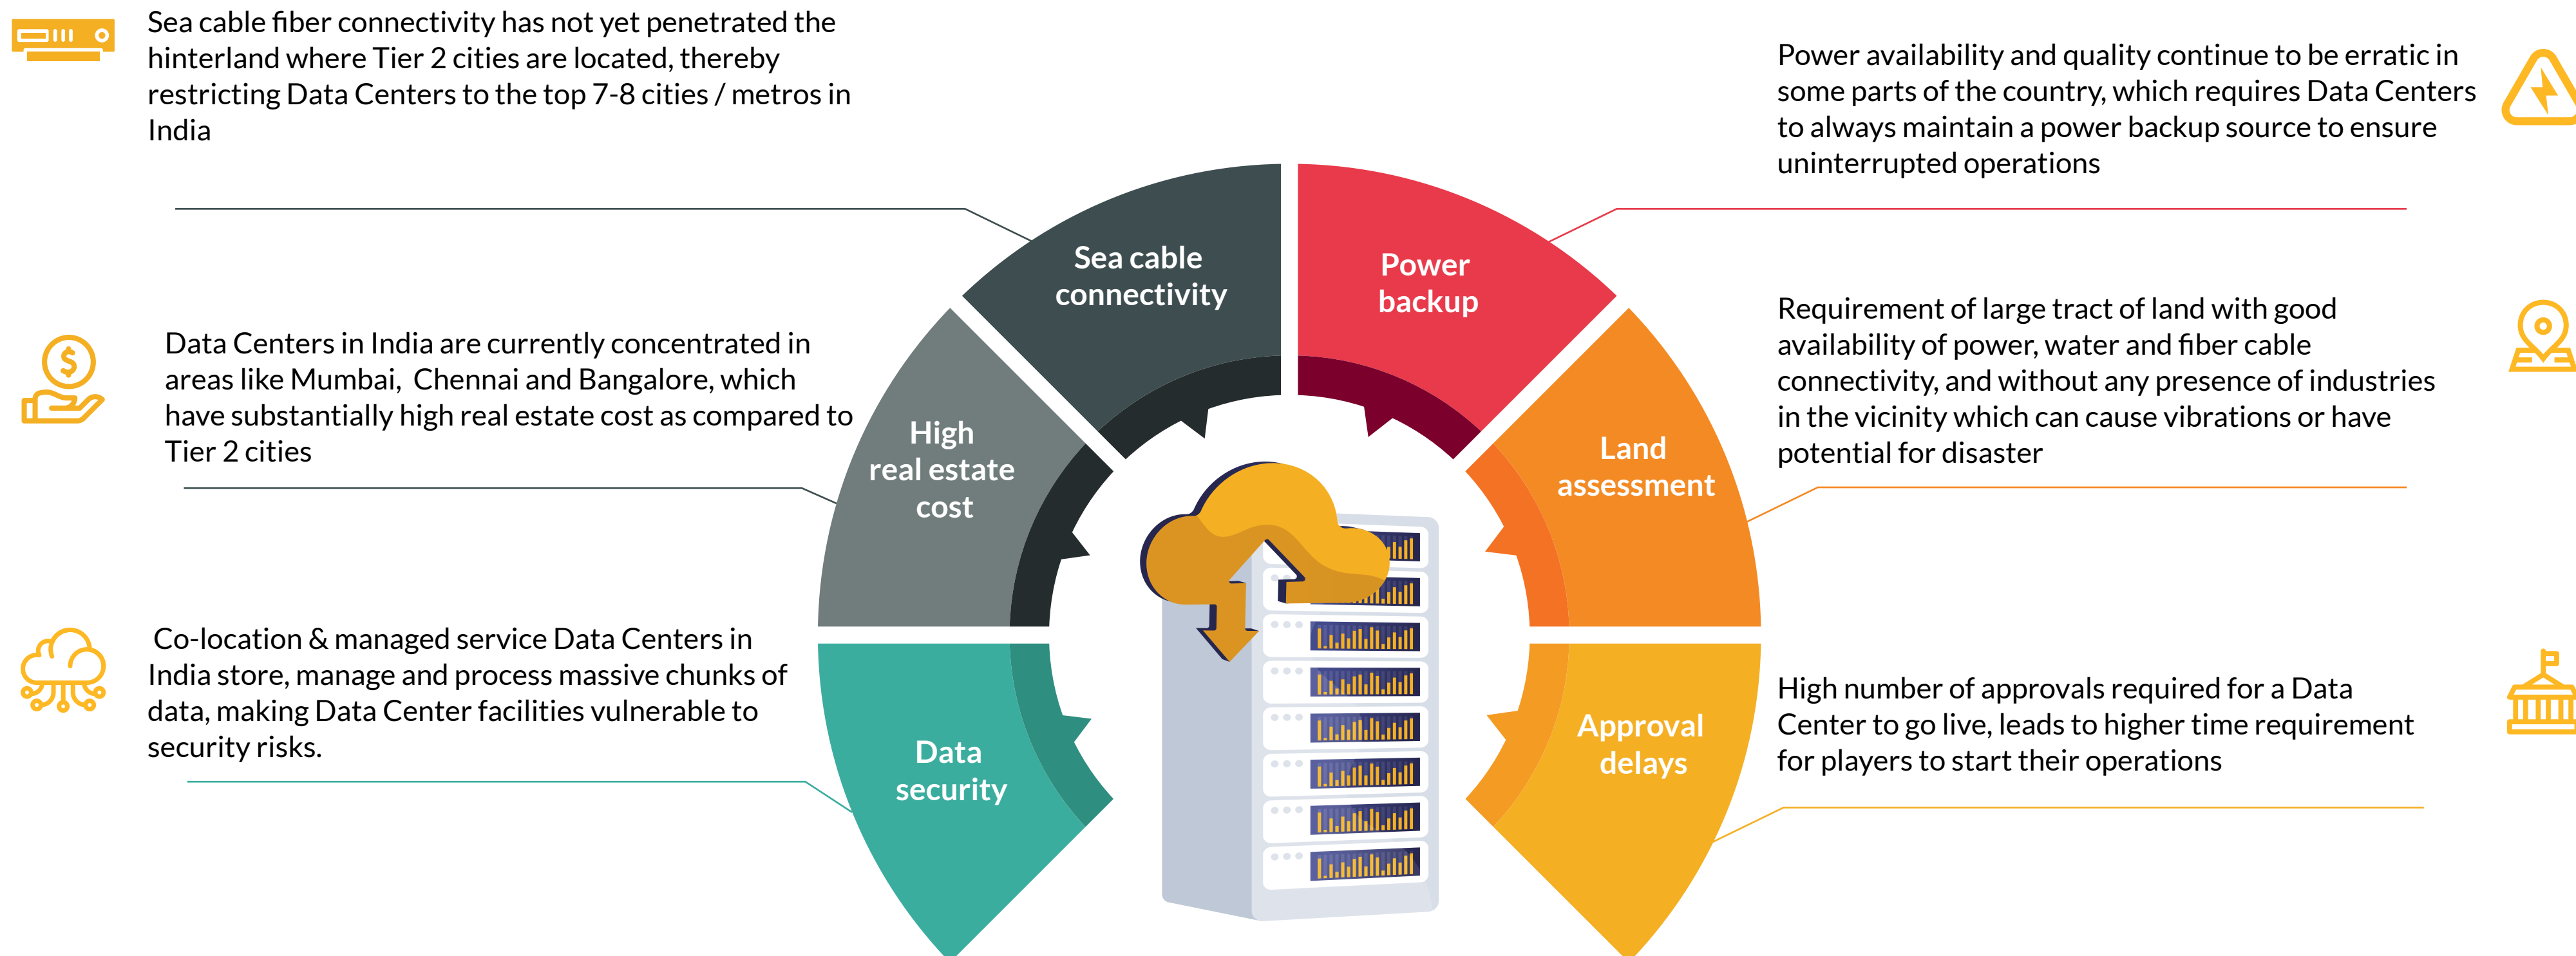 Sea cable fiber connectivity has not yet penetrated the
hinterland where Tier 2 cities are located, thereby
restricting Data Centers to the top 7-8 cities / metros in
India
Power availability and quality continue to be erratic in
some parts of the country, which requires Data Centers
to always maintain a power backup source to ensure
uninterrupted operations
Sea cable
connectivity
Power
backup
Data Centers in India are currently concentrated in
areas like Mumbai, Chennai and Bangalore, which
have substantially high real estate cost as compared to
Tier 2 cities
High
real estate
cost
Land
assessment
Requirement of large tract of land with good
availability of power, water and fiber cable
connectivity, and without any presence of industries
in the vicinity which can cause vibrations or have
potential for disaster
Co-location & managed service Data Centers in
India store, manage and process massive chunks of
data, making Data Center facilities vulnerable to
security risks.
Data
security
Approval
delays
High number of approvals required for a Data
Center to go live, leads to higher time requirement
for players to start their operations